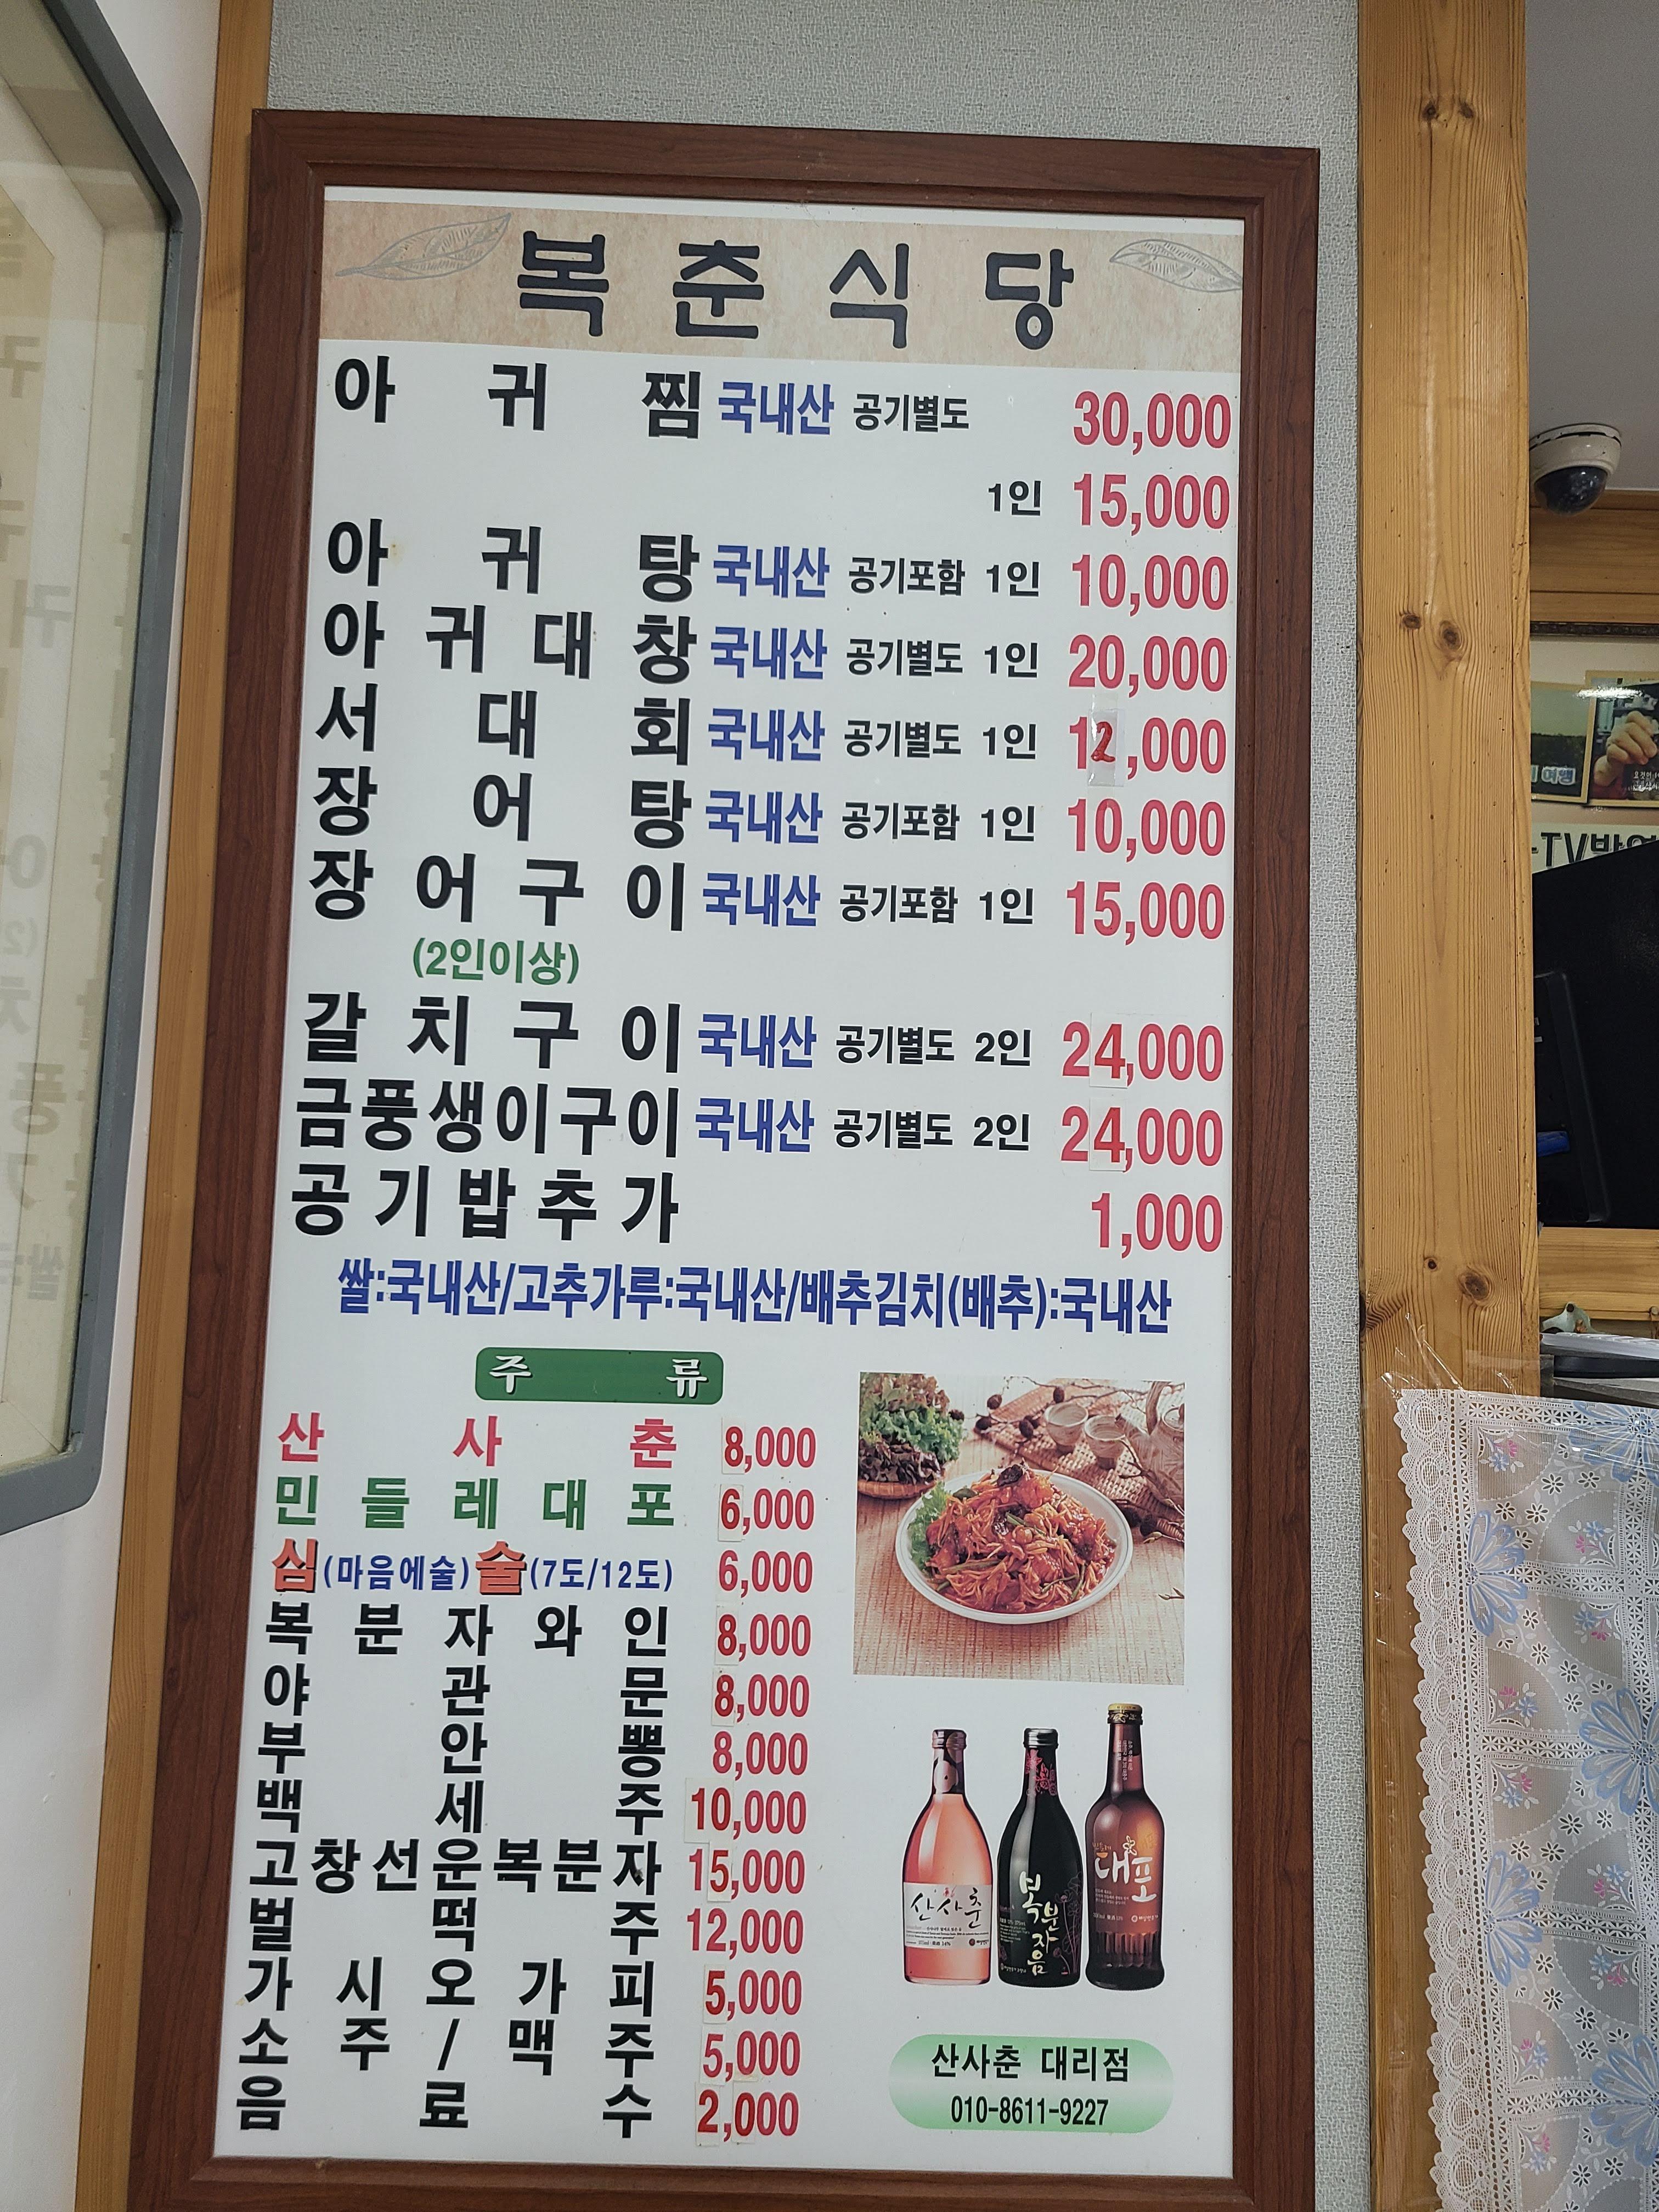 복춘식당
아귀찜 국내산 공기별도 30,000
1인 15,000
아귀탕 국내산 공기포함 1인 10,000
아귀대창 국내산 공기별도 1인 20,000
서대회 국내산 공기별도 1인 12,000
장어탕 국내산 공기포함 1인 10,000
장어구이 국내산 공기포함 1인 15,000
(2인이상)
갈치구이 국내산 공기별도 2인 24,000
금풍생이구이 국내산 공기별도 2인 24,000
공기밥추가 1,000
쌀:국내산/고추가루:국내산/배추김치(배추):국내산
주류
산사춘 8,000
민들레대포 6,000
심(마음에술)술(7도/12도) 6,000
복분자와인 8,000
야관문 8,000
부안뽕 8,000
백세주 10,000
고창선운복분자 15,000
벌떡주 12,000
가시오가피 5,000
소주/맥주 5,000
음료수 2,000
산사춘
복분자음
대포
산사춘 대리점
010-8611-9227
여행
TV방영